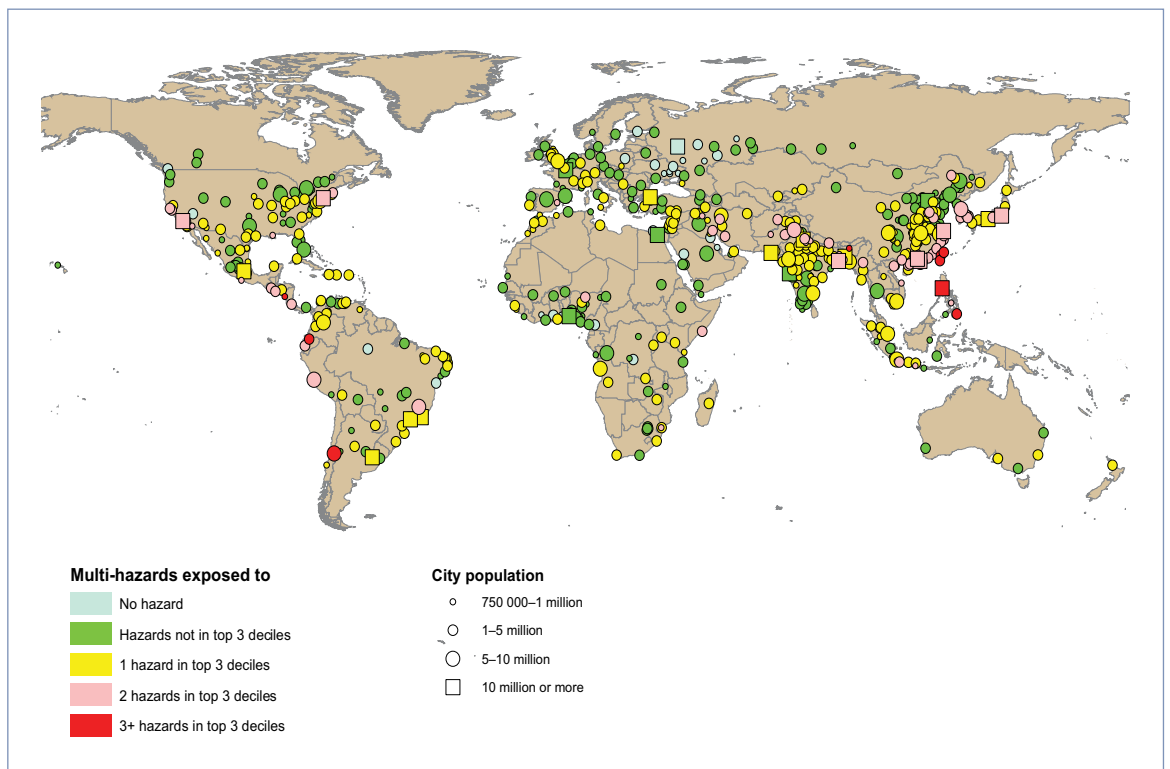 Multi-hazards exposed to
No hazard
Hazards not in top 3 deciles
1 hazard in top 3 deciles
2 hazards in top 3 deciles
3+ hazards in top 3 deciles
City population
750 000–1 million
1–5 million
5–10 million
10 million or more